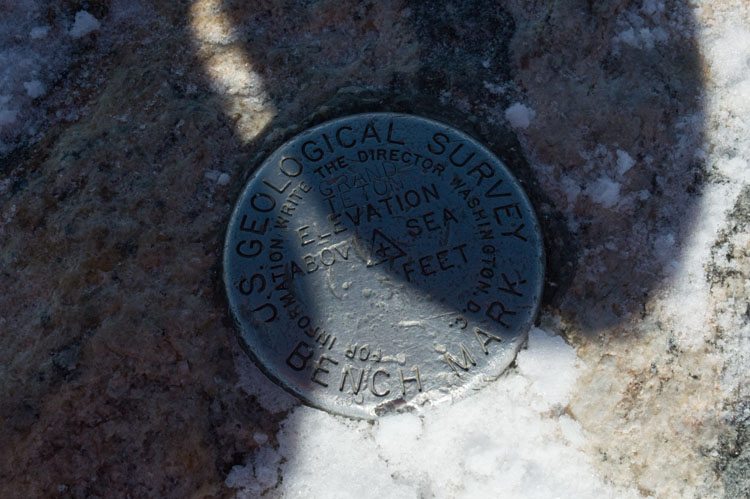 U.S. GEOLOGICAL SURVEY
FOR INFORMATION WRITE THE DIRECTOR WASHINGTON, D.C.
GRAND
TETON
ELEVATION
ABOVE SEA
FEET
BENCH MARK